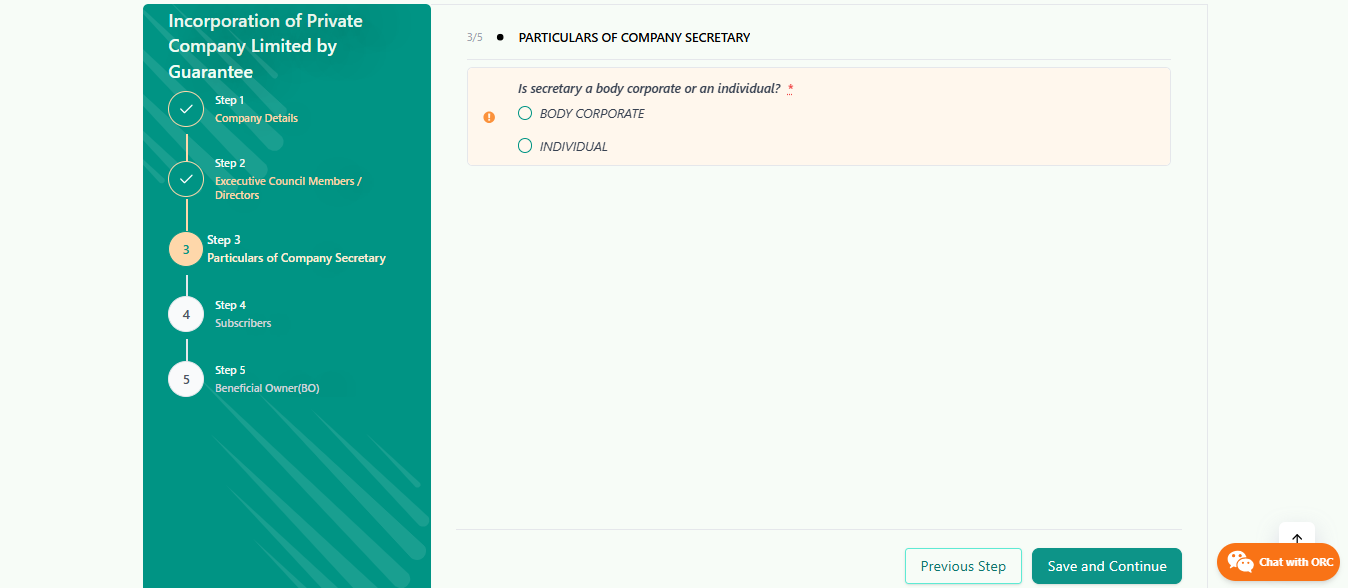 Incorporation of Private
Company Limited by
Guarantee
Step 1
Company Details
Step 2
Excecutive Council Members /
Directors
3
Step 3
Particulars of Company Secretary
4
Step 4
Subscribers
5
Step 5
Beneficial Owner(BO)
3/5 ● PARTICULARS OF COMPANY SECRETARY
Is secretary a body corporate or an individual? *
BODY CORPORATE
INDIVIDUAL
Previous Step
Save and Continue
Chat with ORC